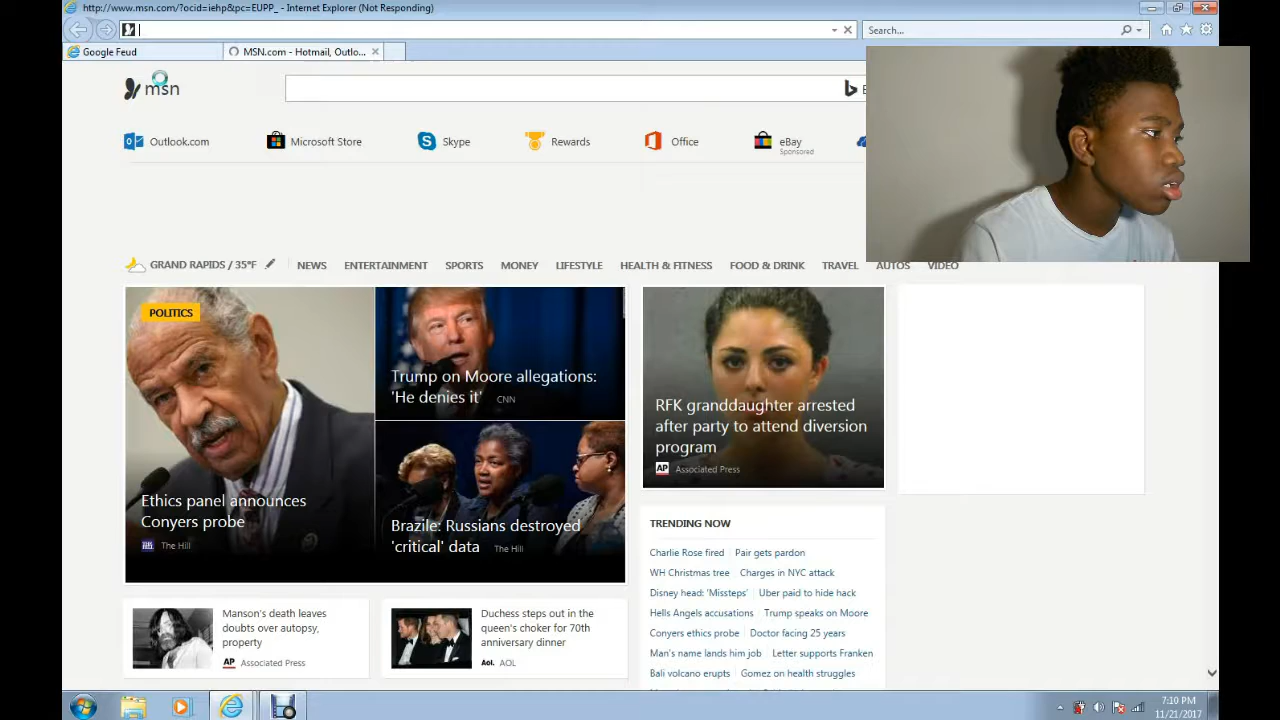 http://www.msn.com/?ocid=iehp&pc=EUPP_ - Internet Explorer (Not Responding)
Search...
Google Feud
MSN.com - Hotmail, Outlo...
msn
Outlook.com
Microsoft Store
Skype
Rewards
Office
eBay
Sponsored
GRAND RAPIDS / 35°F
NEWS
ENTERTAINMENT
SPORTS
MONEY
LIFESTYLE
HEALTH & FITNESS
FOOD & DRINK
TRAVEL
AUTOS
VIDEO
POLITICS
Ethics panel announces
Conyers probe
The Hill
Trump on Moore allegations:
'He denies it' CNN
Brazile: Russians destroyed
'critical' data The Hill
RFK granddaughter arrested
after party to attend diversion
program
AP Associated Press
TRENDING NOW
Charlie Rose fired Pair gets pardon
WH Christmas tree Charges in NYC attack
Disney head: 'Missteps' Uber paid to hide hack
Hells Angels accusations Trump speaks on Moore
Conyers ethics probe Doctor facing 25 years
Man's name lands him job Letter supports Franken
Bali volcano erupts Gomez on health struggles
Manson's death leaves
doubts over autopsy,
property
AP Associated Press
Duchess steps out in the
queen's choker for 70th
anniversary dinner
Aol. AOL
7:10 PM
11/21/2017